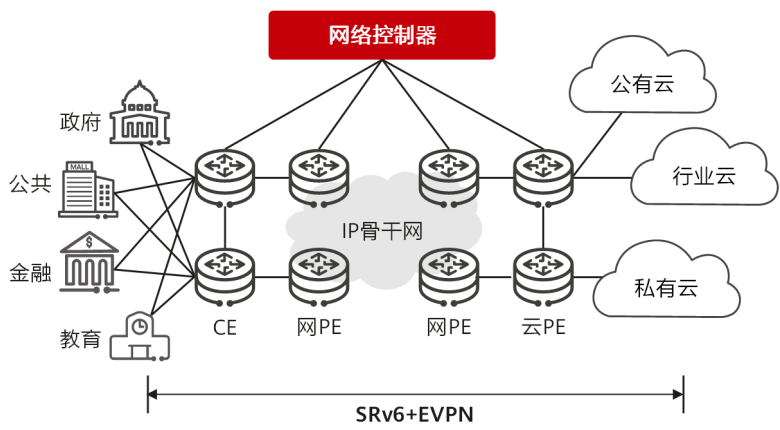 网络控制器
公有云
政府
MALL
公共
行业云
IP骨干网
$
金融
私有云
教育
CE
网PE
网PE
云PE
SRv6+EVPN